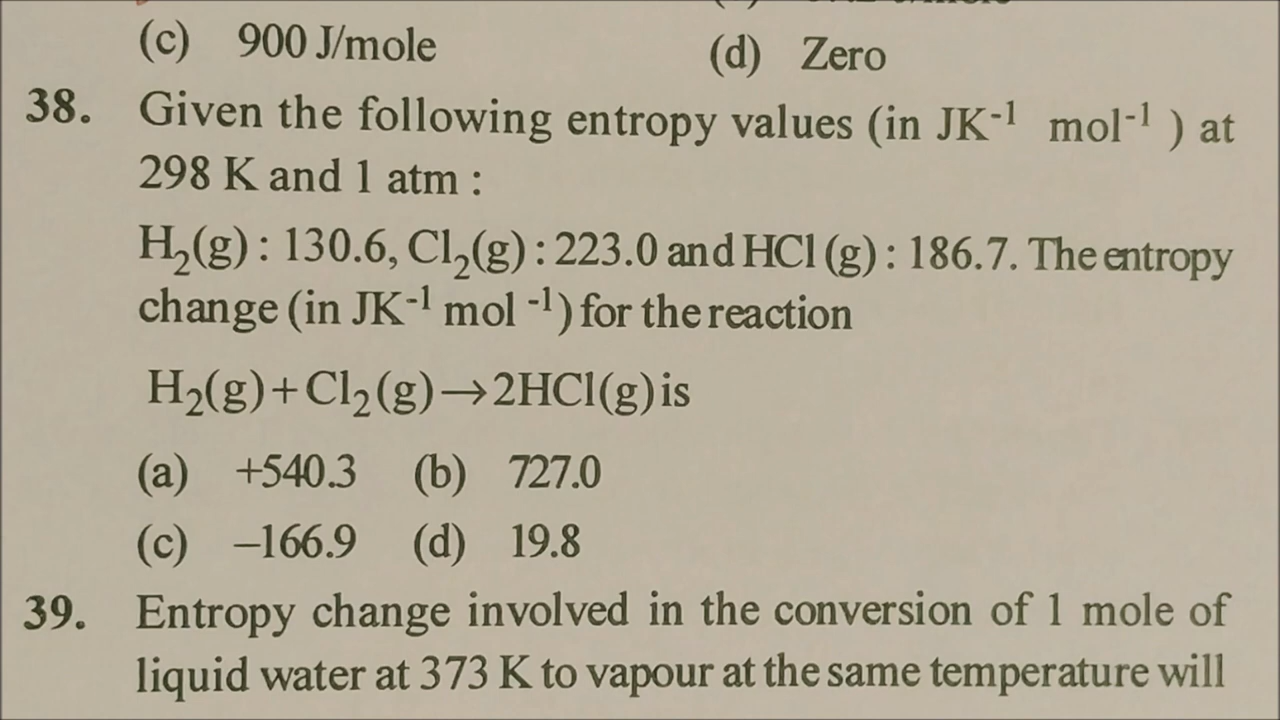 (c) 900 J/mole (d) Zero
38. Given the following entropy values (in JK⁻¹ mol⁻¹ ) at
298 K and 1 atm :
H₂(g) : 130.6, Cl₂(g) : 223.0 and HCl (g) : 186.7. The entropy
change (in JK⁻¹ mol ⁻¹) for the reaction
H₂(g)+Cl₂(g)→2HCl(g) is
(a) +540.3 (b) 727.0
(c) –166.9 (d) 19.8
39. Entropy change involved in the conversion of 1 mole of
liquid water at 373 K to vapour at the same temperature will